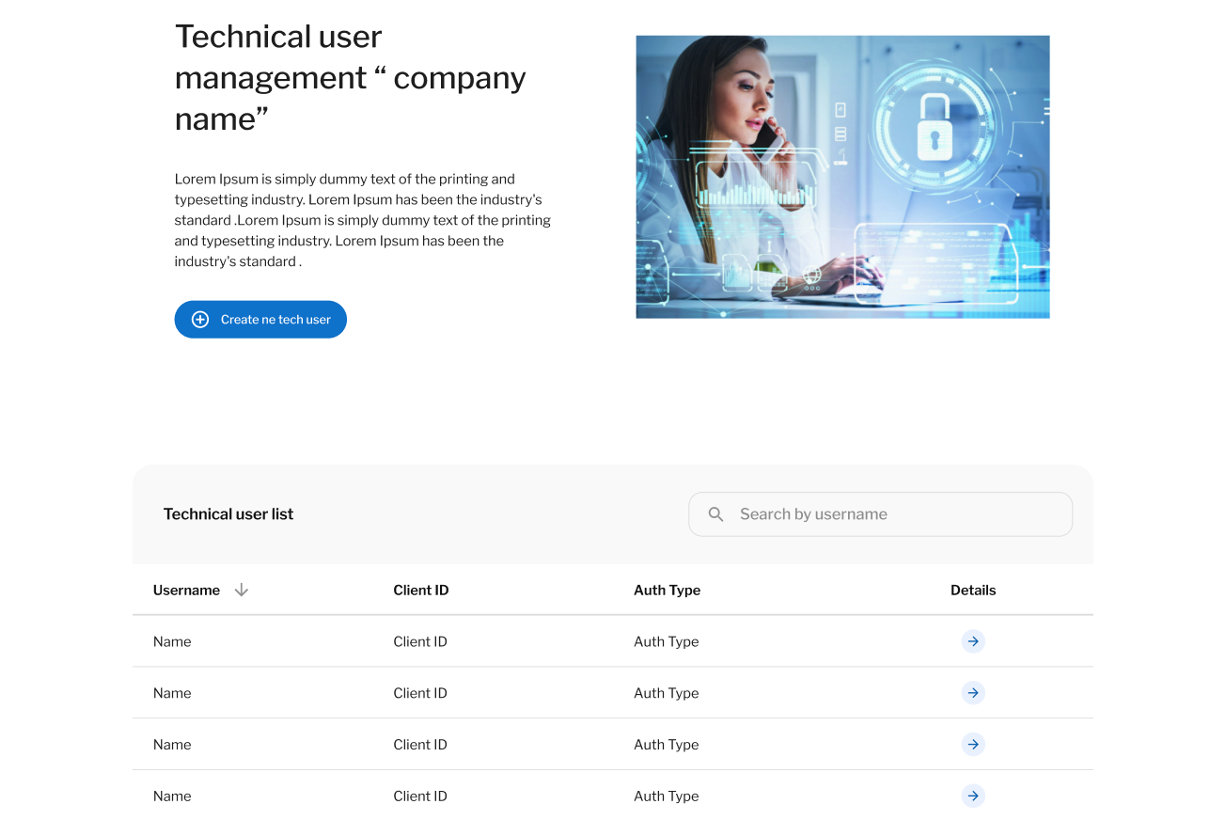 Technical user
management “ company
name”
Lorem Ipsum is simply dummy text of the printing and
typesetting industry. Lorem Ipsum has been the industry's
standard .Lorem Ipsum is simply dummy text of the printing
and typesetting industry. Lorem Ipsum has been the
industry's standard .
Create ne tech user
Technical user list
Search by username
Username Client ID Auth Type Details
Name Client ID Auth Type
Name Client ID Auth Type
Name Client ID Auth Type
Name Client ID Auth Type